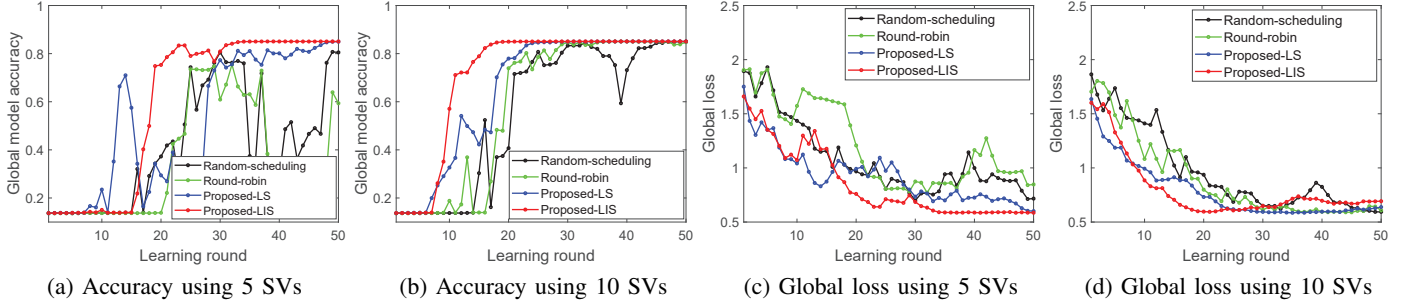 Global model accuracy
1
0.8
0.6
0.4
0.2
10 20 30 40 50
Learning round
Random-scheduling
Round-robin
Proposed-LS
Proposed-LIS
(a) Accuracy using 5 SVs
Global model accuracy
1
0.8
0.6
0.4
0.2
10 20 30 40 50
Learning round
Random-scheduling
Round-robin
Proposed-LS
Proposed-LIS
(b) Accuracy using 10 SVs
Global loss
2.5
2
1.5
1
0.5
10 20 30 40 50
Learning round
Random-scheduling
Round-robin
Proposed-LS
Proposed-LIS
(c) Global loss using 5 SVs
Global loss
2.5
2
1.5
1
0.5
10 20 30 40 50
Learning round
Random-scheduling
Round-robin
Proposed-LS
Proposed-LIS
(d) Global loss using 10 SVs